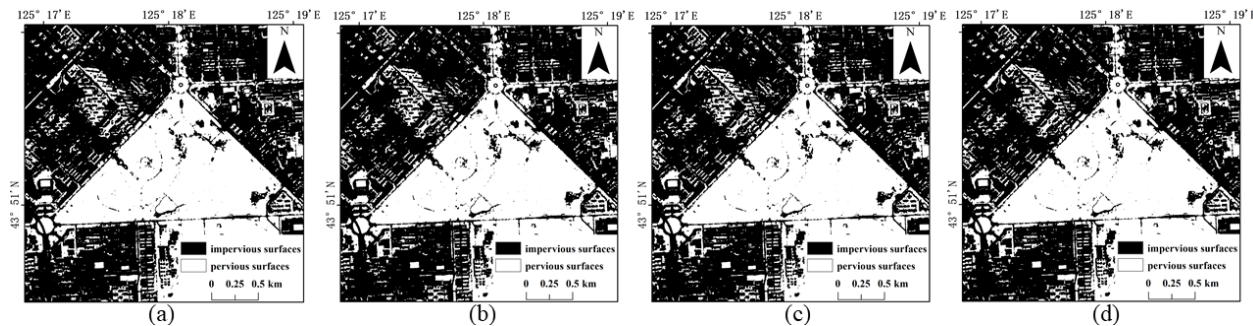 125° 17′ E 125° 18′ E 125° 19′ E
N
43° 51′ N
impervious surfaces
pervious surfaces
0 0.25 0.5 km
(a)
125° 17′ E 125° 18′ E 125° 19′ E
N
43° 51′ N
impervious surfaces
pervious surfaces
0 0.25 0.5 km
(b)
125° 17′ E 125° 18′ E 125° 19′ E
N
43° 51′ N
impervious surfaces
pervious surfaces
0 0.25 0.5 km
(c)
125° 17′ E 125° 18′ E 125° 19′ E
N
43° 51′ N
impervious surfaces
pervious surfaces
0 0.25 0.5 km
(d)